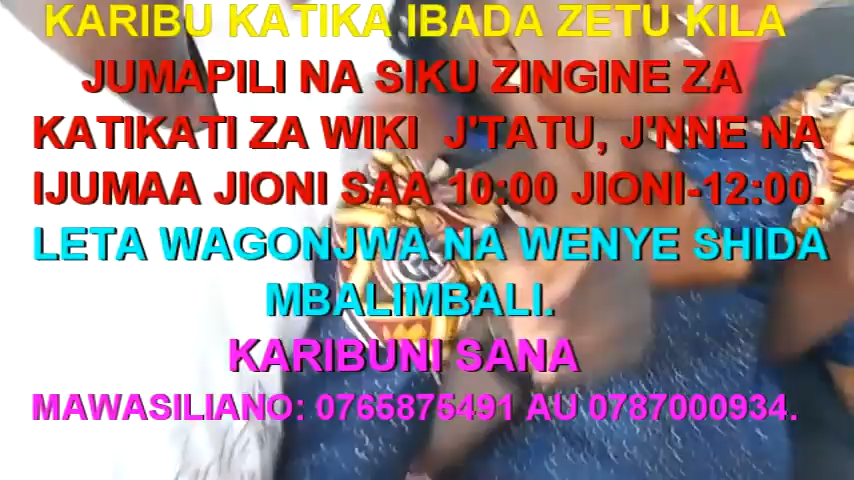 KARIBU KATIKA IBADA ZETU KILA
JUMAPILI NA SIKU ZINGINE ZA
KATIKATI ZA WIKI J'TATU, J'NNE NA
IJUMAA JIONI SAA 10:00 JIONI-12:00.
LETA WAGONJWA NA WENYE SHIDA
MBALIMBALI.
KARIBUNI SANA
MAWASILIANO: 0765875491 AU 0787000934.